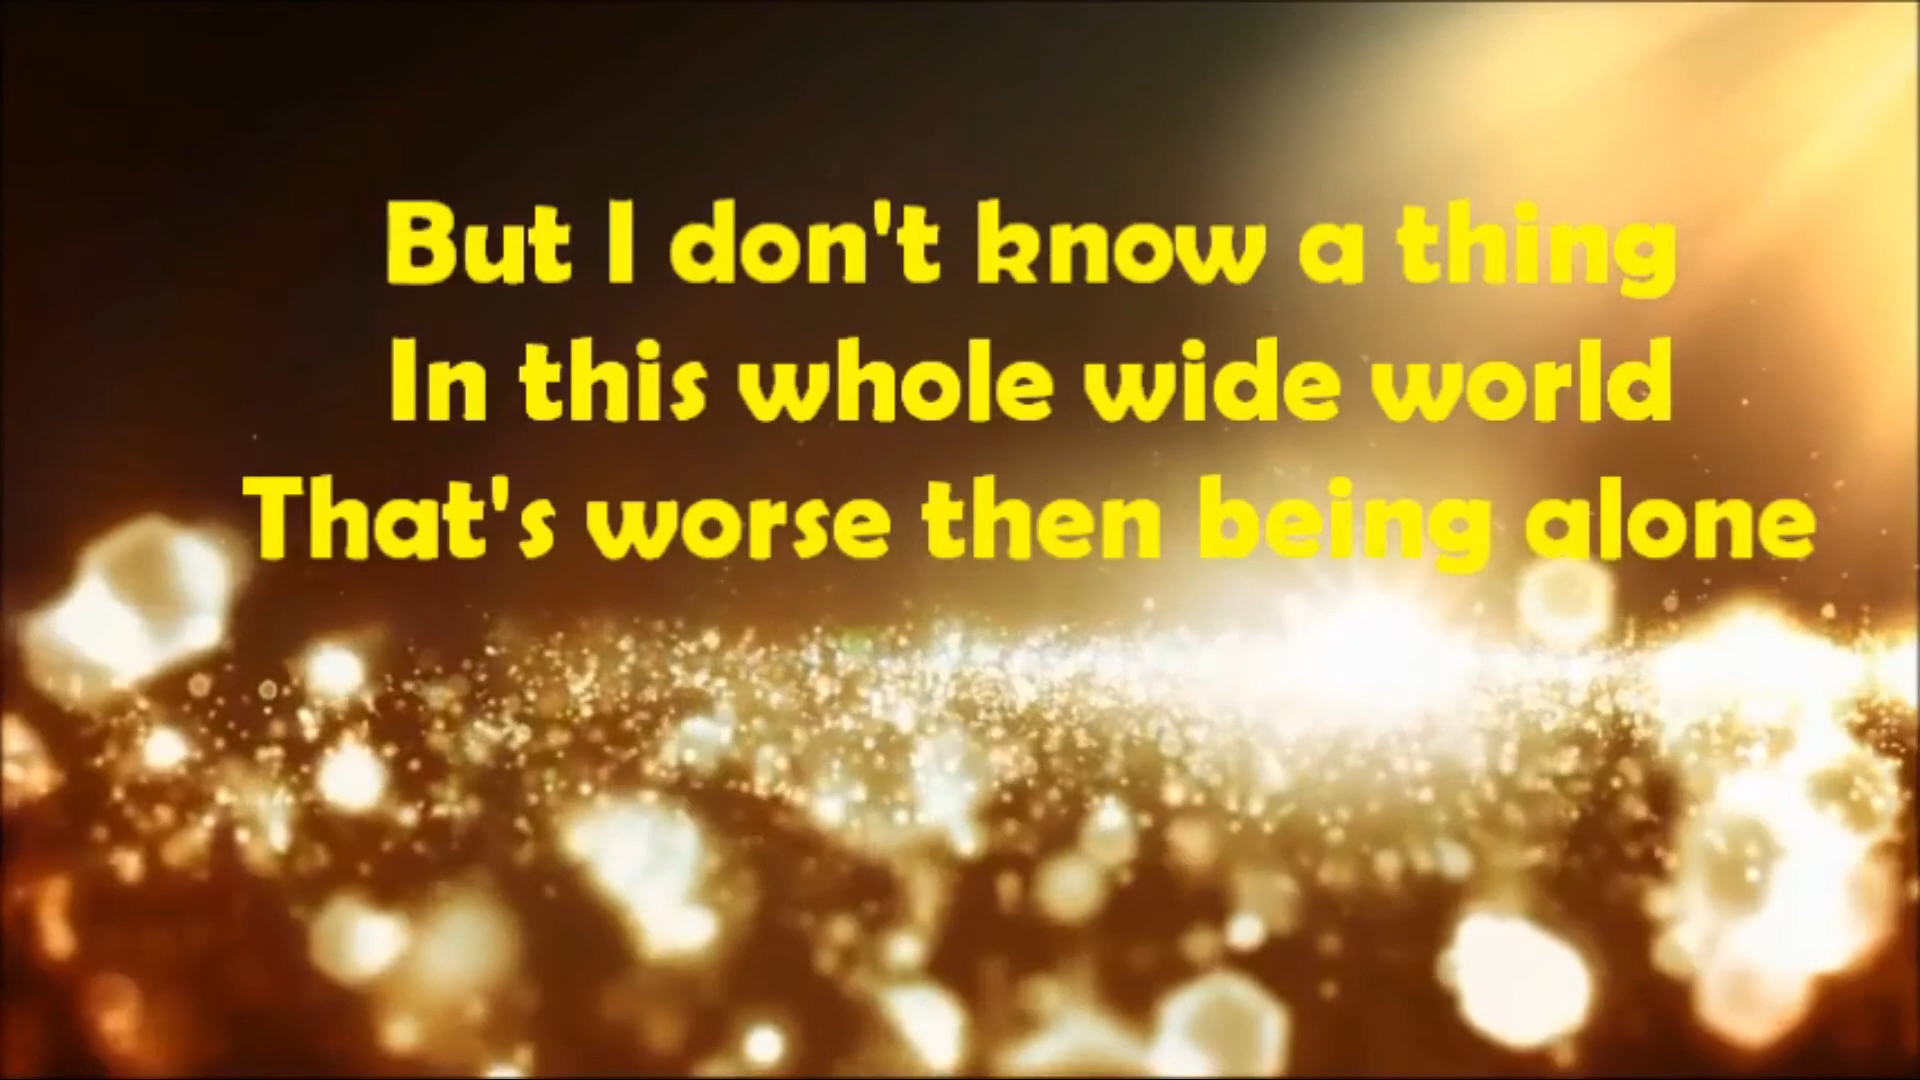 But I don't know a thing
In this whole wide world
That's worse then being alone